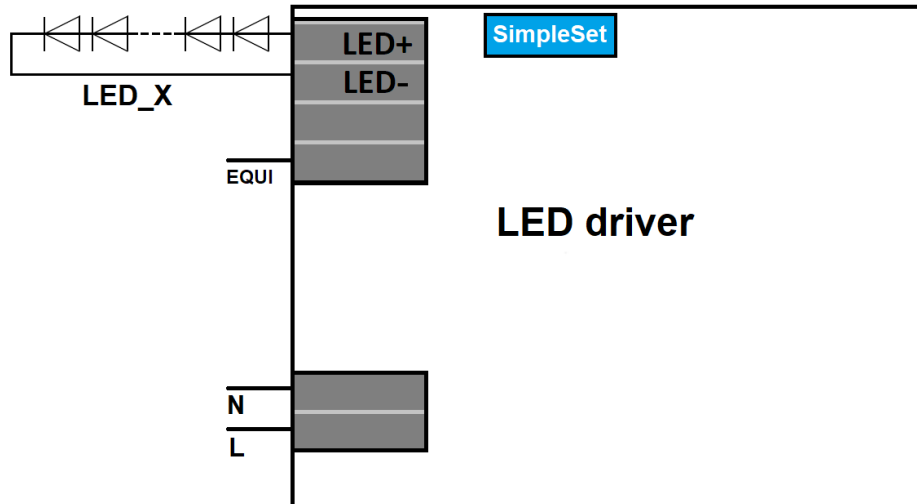 SimpleSet
LED+
LED-
LED_X
EQUI
LED driver
N
L